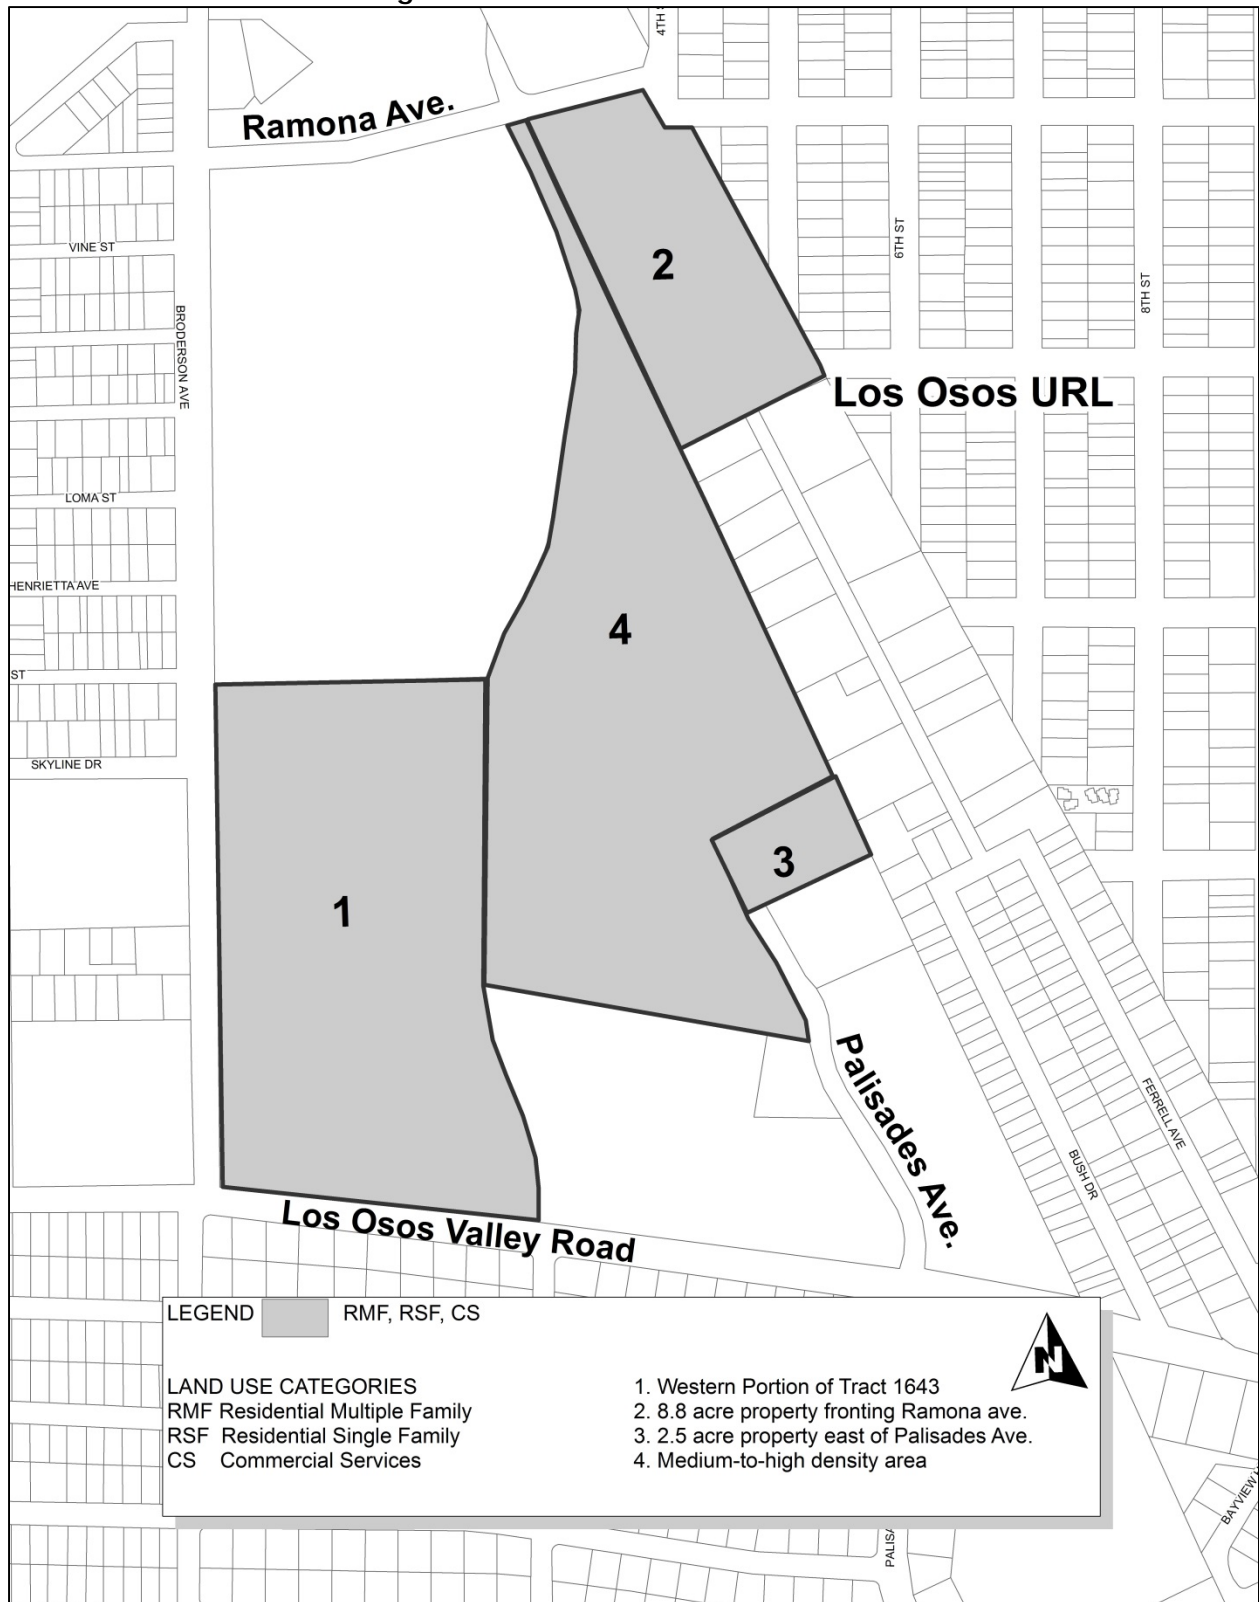 4TH
Ramona Ave.
2
6TH ST
8TH ST
VINE ST
BRODERSON AVE
Los Osos URL
LOMA ST
HENRIETTA AVE
4
ST
SKYLINE DR
3
1
Palisades Ave.
FERRELL AVE
BUSH DR
Los Osos Valley Road
LEGEND RMF, RSF, CS
N
LAND USE CATEGORIES
RMF Residential Multiple Family
RSF Residential Single Family
CS Commercial Services
1. Western Portion of Tract 1643
2. 8.8 acre property fronting Ramona ave.
3. 2.5 acre property east of Palisades Ave.
4. Medium-to-high density area
BAYVIEW
PALISA